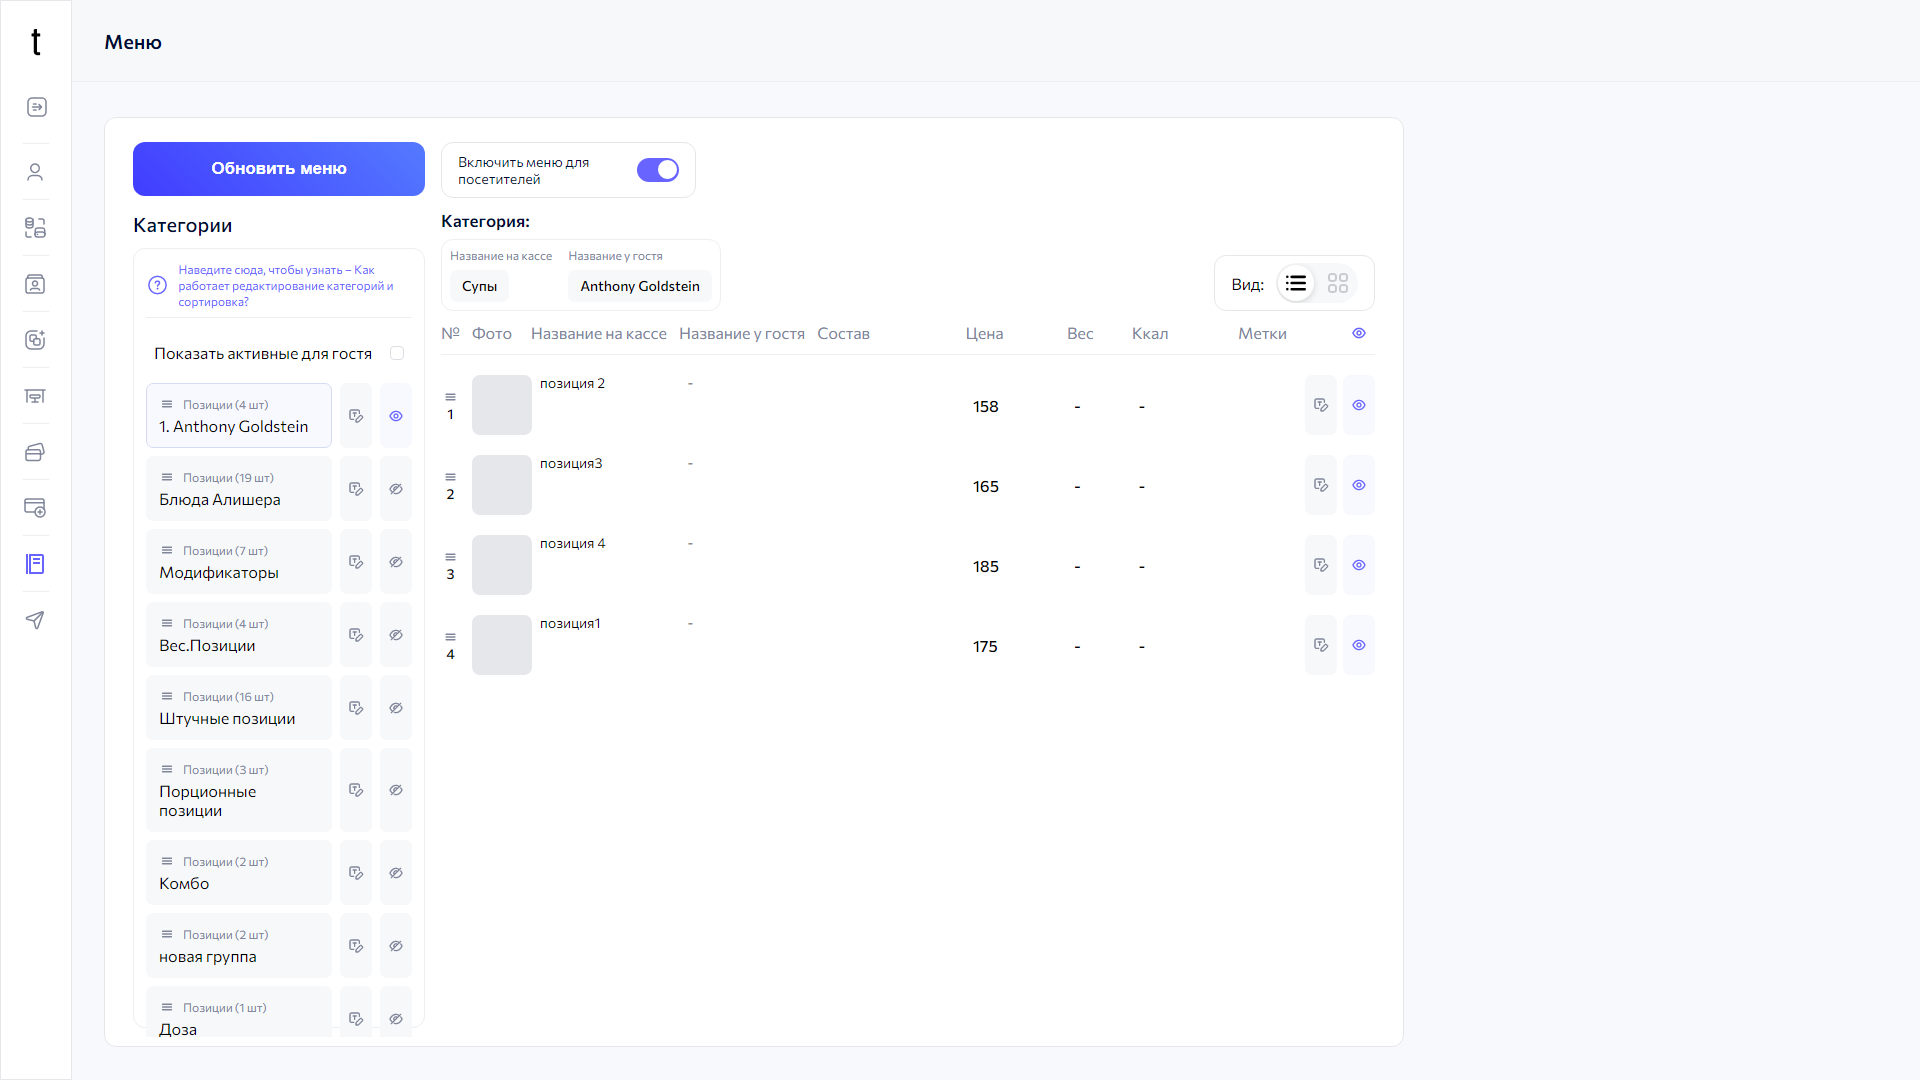 t
Меню
Обновить меню
Включить меню для
посетителей
Категории
Наведите сюда, чтобы узнать – Как
работает редактирование категорий и
сортировка?
Показать активные для гостя
Позиции (4 шт)
1. Anthony Goldstein
Позиции (19 шт)
Блюда Алишера
Позиции (7 шт)
Модификаторы
Позиции (4 шт)
Вес.Позиции
Позиции (16 шт)
Штучные позиции
Позиции (3 шт)
Порционные
позиции
Позиции (2 шт)
Комбо
Позиции (2 шт)
новая группа
Позиции (1 шт)
Доза
Категория:
Название на кассе Название у гостя
Супы Anthony Goldstein
Вид:
№ Фото Название на кассе Название у гостя Состав Цена Вес Ккал Метки
1 позиция 2 - 158 - -
2 позиция3 - 165 - -
3 позиция 4 - 185 - -
4 позиция1 - 175 - -